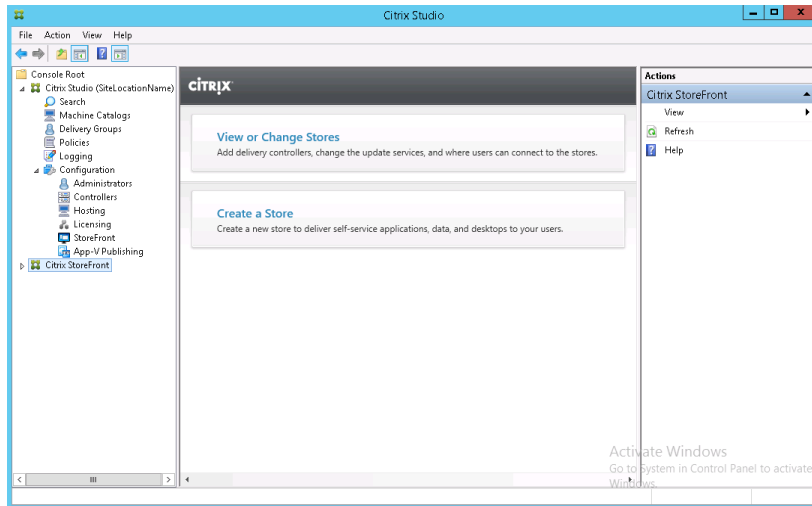 Citrix Studio
File Action View Help
Console Root
Citrix Studio (SiteLocationName)
Search
Machine Catalogs
Delivery Groups
Policies
Logging
Configuration
Administrators
Controllers
Hosting
Licensing
StoreFront
App-V Publishing
Citrix StoreFront
CİTRIX
View or Change Stores
Add delivery controllers, change the update services, and where users can connect to the stores.
Create a Store
Create a new store to deliver self-service applications, data, and desktops to your users.
Actions
Citrix StoreFront
View
Refresh
Help
Activate Windows
Go to System in Control Panel to activate
Windows.